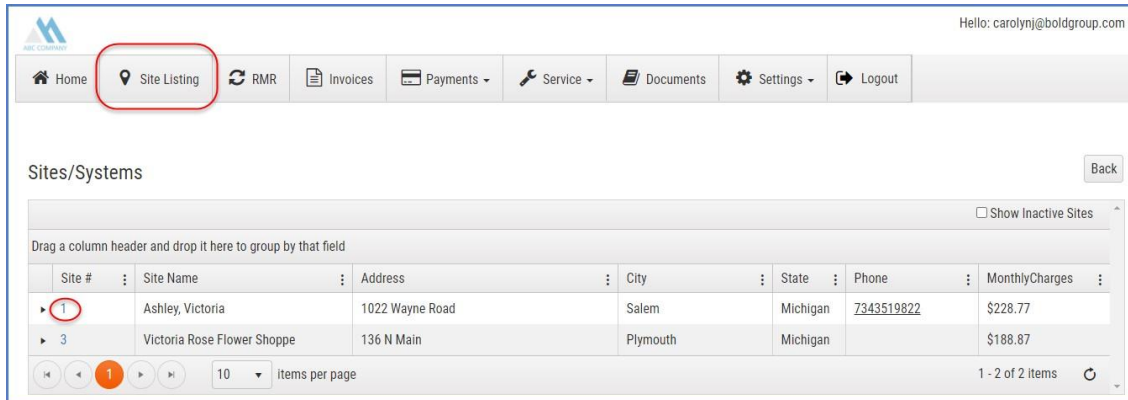 Hello: carolynj@boldgroup.com
ABC COMPANY
Home Site Listing RMR Invoices Payments Service Documents Settings Logout
Sites/Systems Back
Show Inactive Sites
Drag a column header and drop it here to group by that field
Site # Site Name Address City State Phone MonthlyCharges
1 Ashley, Victoria 1022 Wayne Road Salem Michigan 7343519822 $228.77
3 Victoria Rose Flower Shoppe 136 N Main Plymouth Michigan $188.87
1 10 items per page 1 - 2 of 2 items